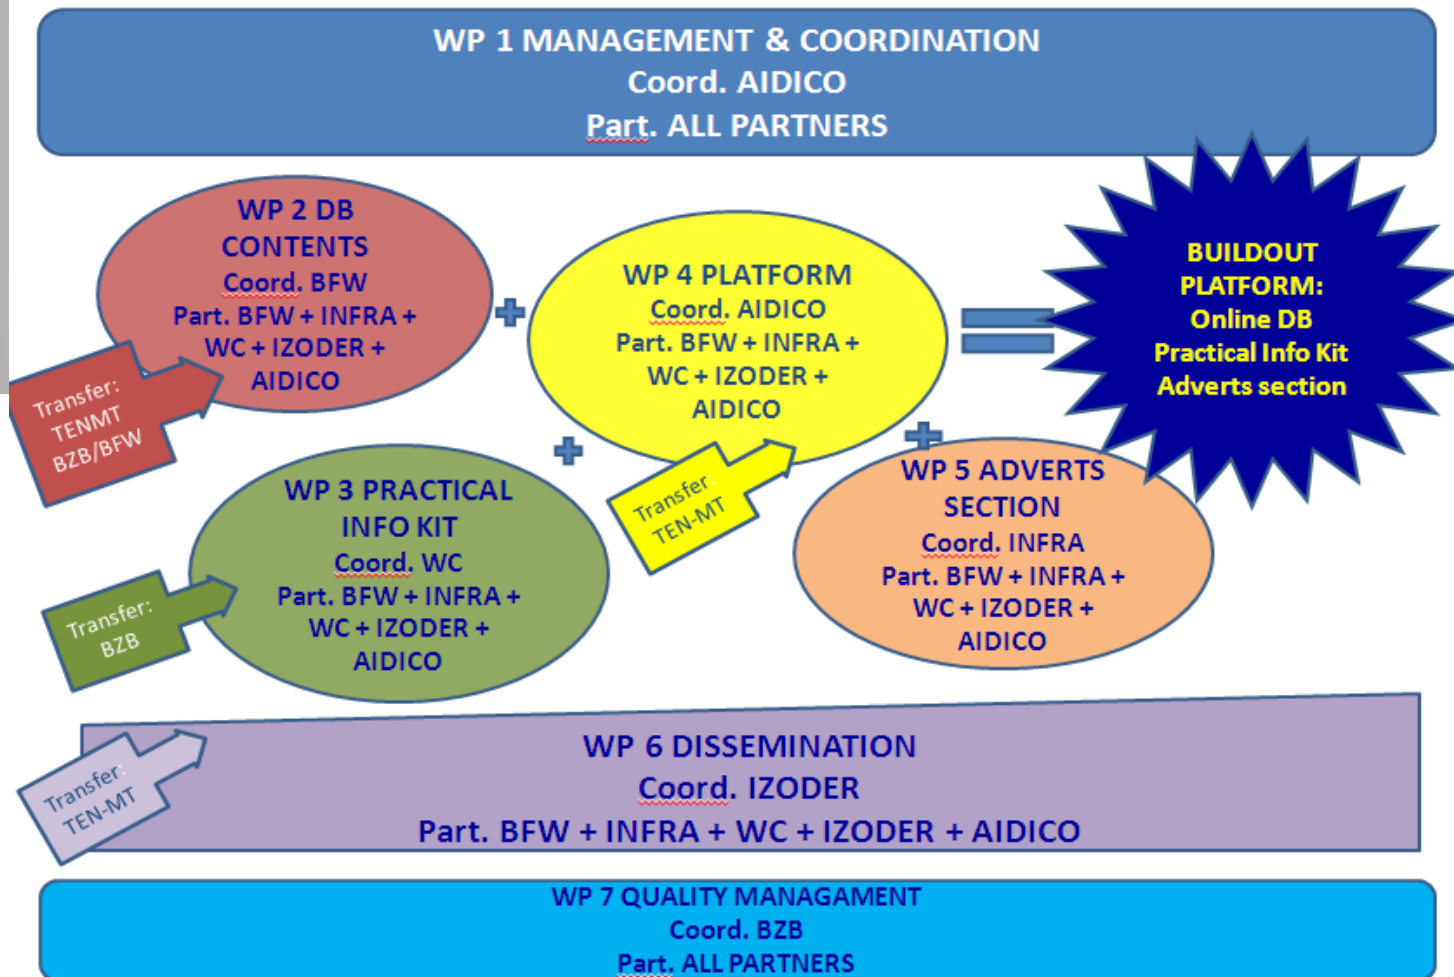 WP 1 MANAGEMENT & COORDINATION
Coord. AIDICO
Part. ALL PARTNERS
WP 2 DB
CONTENTS
Coord. BFW
Part. BFW + INFRA +
WC + IZODER +
AIDICO
Transfer:
TENMT
BZB/BFW
+
WP 4 PLATFORM
Coord. AIDICO
Part. BFW + INFRA +
WC + IZODER +
AIDICO
Transfer:
TEN-MT
=
BUILDOUT
PLATFORM:
Online DB
Practical Info Kit
Adverts section
+
+
WP 3 PRACTICAL
INFO KIT
Coord. WC
Part. BFW + INFRA +
WC + IZODER +
AIDICO
Transfer:
BZB
WP 5 ADVERTS
SECTION
Coord. INFRA
Part. BFW + INFRA +
WC + IZODER +
AIDICO
WP 6 DISSEMINATION
Coord. IZODER
Part. BFW + INFRA + WC + IZODER + AIDICO
Transfer:
TEN-MT
WP 7 QUALITY MANAGAMENT
Coord. BZB
Part. ALL PARTNERS